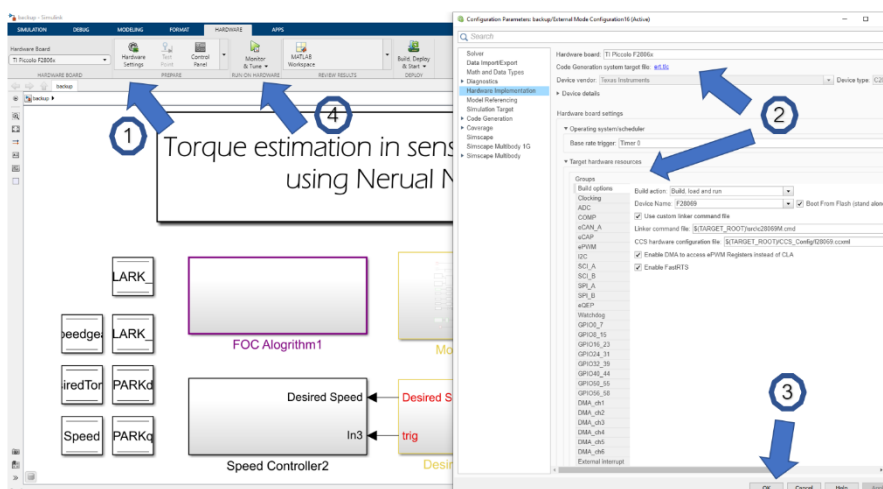 backup - Simulink
SIMULATION
DEBUG
MODELING
FORMAT
HARDWARE
APPS
Hardware Board
TI Piccolo F2806x
Hardware
Settings
Test
Point
Control
Panel
Monitor
& Tune
MATLAB
Workspace
Build, Deploy
& Start
HARDWARE BOARD
PREPARE
RUN ON HARDWARE
REVIEW RESULTS
DEPLOY
backup
backup
1
4
Torque estimation in sens
using Nerual N
LARK_
peedge
LARK_
iredTor
PARKd
Speed
PARKq
FOC Alogrithm1
Mo
Desired Speed
In3
Speed Controller2
Desired S
trig
Desir
Configuration Parameters: backup/External Mode Configuration16 (Active)
Search
Solver
Data Import/Export
Math and Data Types
Diagnostics
Hardware Implementation
Model Referencing
Simulation Target
Code Generation
Coverage
Simscape
Simscape Multibody 1G
Simscape Multibody
Hardware board: TI Piccolo F2806x
Code Generation system target file: ert.tlc
Device vendor: Texas Instruments
Device type: C2
Device details
Hardware board settings
Operating system/scheduler
Base rate trigger: Timer 0
Target hardware resources
2
Groups
Build options
Clocking
ADC
COMP
eCAN_A
eCAP
ePWM
I2C
SCI_A
SCI_B
SPI_A
SPI_B
eQEP
Watchdog
GPIO0_7
GPIO8_15
GPIO16_23
GPIO24_31
GPIO32_39
GPIO40_44
GPIO50_55
GPIO56_58
DMA_ch1
DMA_ch2
DMA_ch3
DMA_ch4
DMA_ch5
DMA_ch6
External interrupt
Build action: Build, load and run
Device Name: F28069
Boot From Flash (stand alon
Use custom linker command file
Linker command file: $(TARGET_ROOT)\src\c28069M.cmd
CCS hardware configuration file: $(TARGET_ROOT)/CCS_Config/f28069.ccxml
Enable DMA to access ePWM Registers instead of CLA
Enable FastRTS
3
OK
Cancel
Help